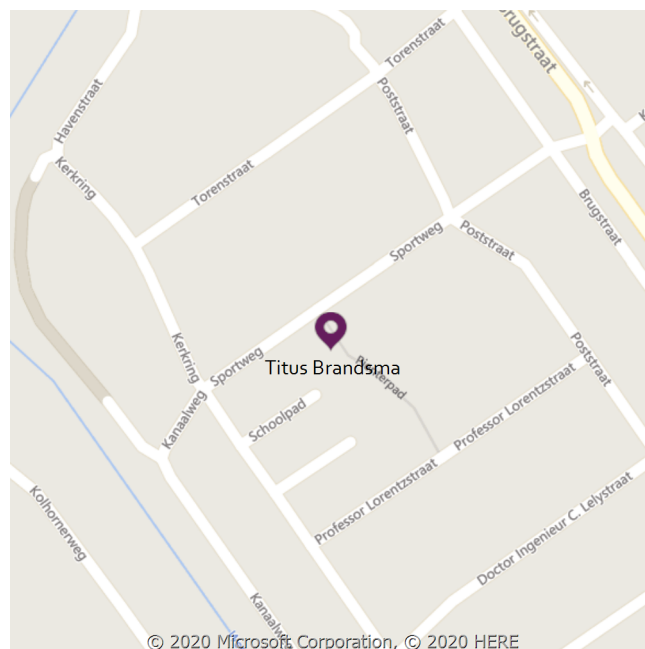 Brugstraat
Torenstraat
Havenstraat
Poststraat
Kerkring
Torenstraat
Brugstraat
Sportweg
Poststraat
Kerkring
Sportweg
Titus Brandsma
Poststraat
Kanaalweg
Schoolpad
Professor Lorentzstraat
Professor Lorentzstraat
Kolhornerweg
Doctor Ingenieur C. Lelystraat
© 2020 Microsoft Corporation, © 2020 HERE